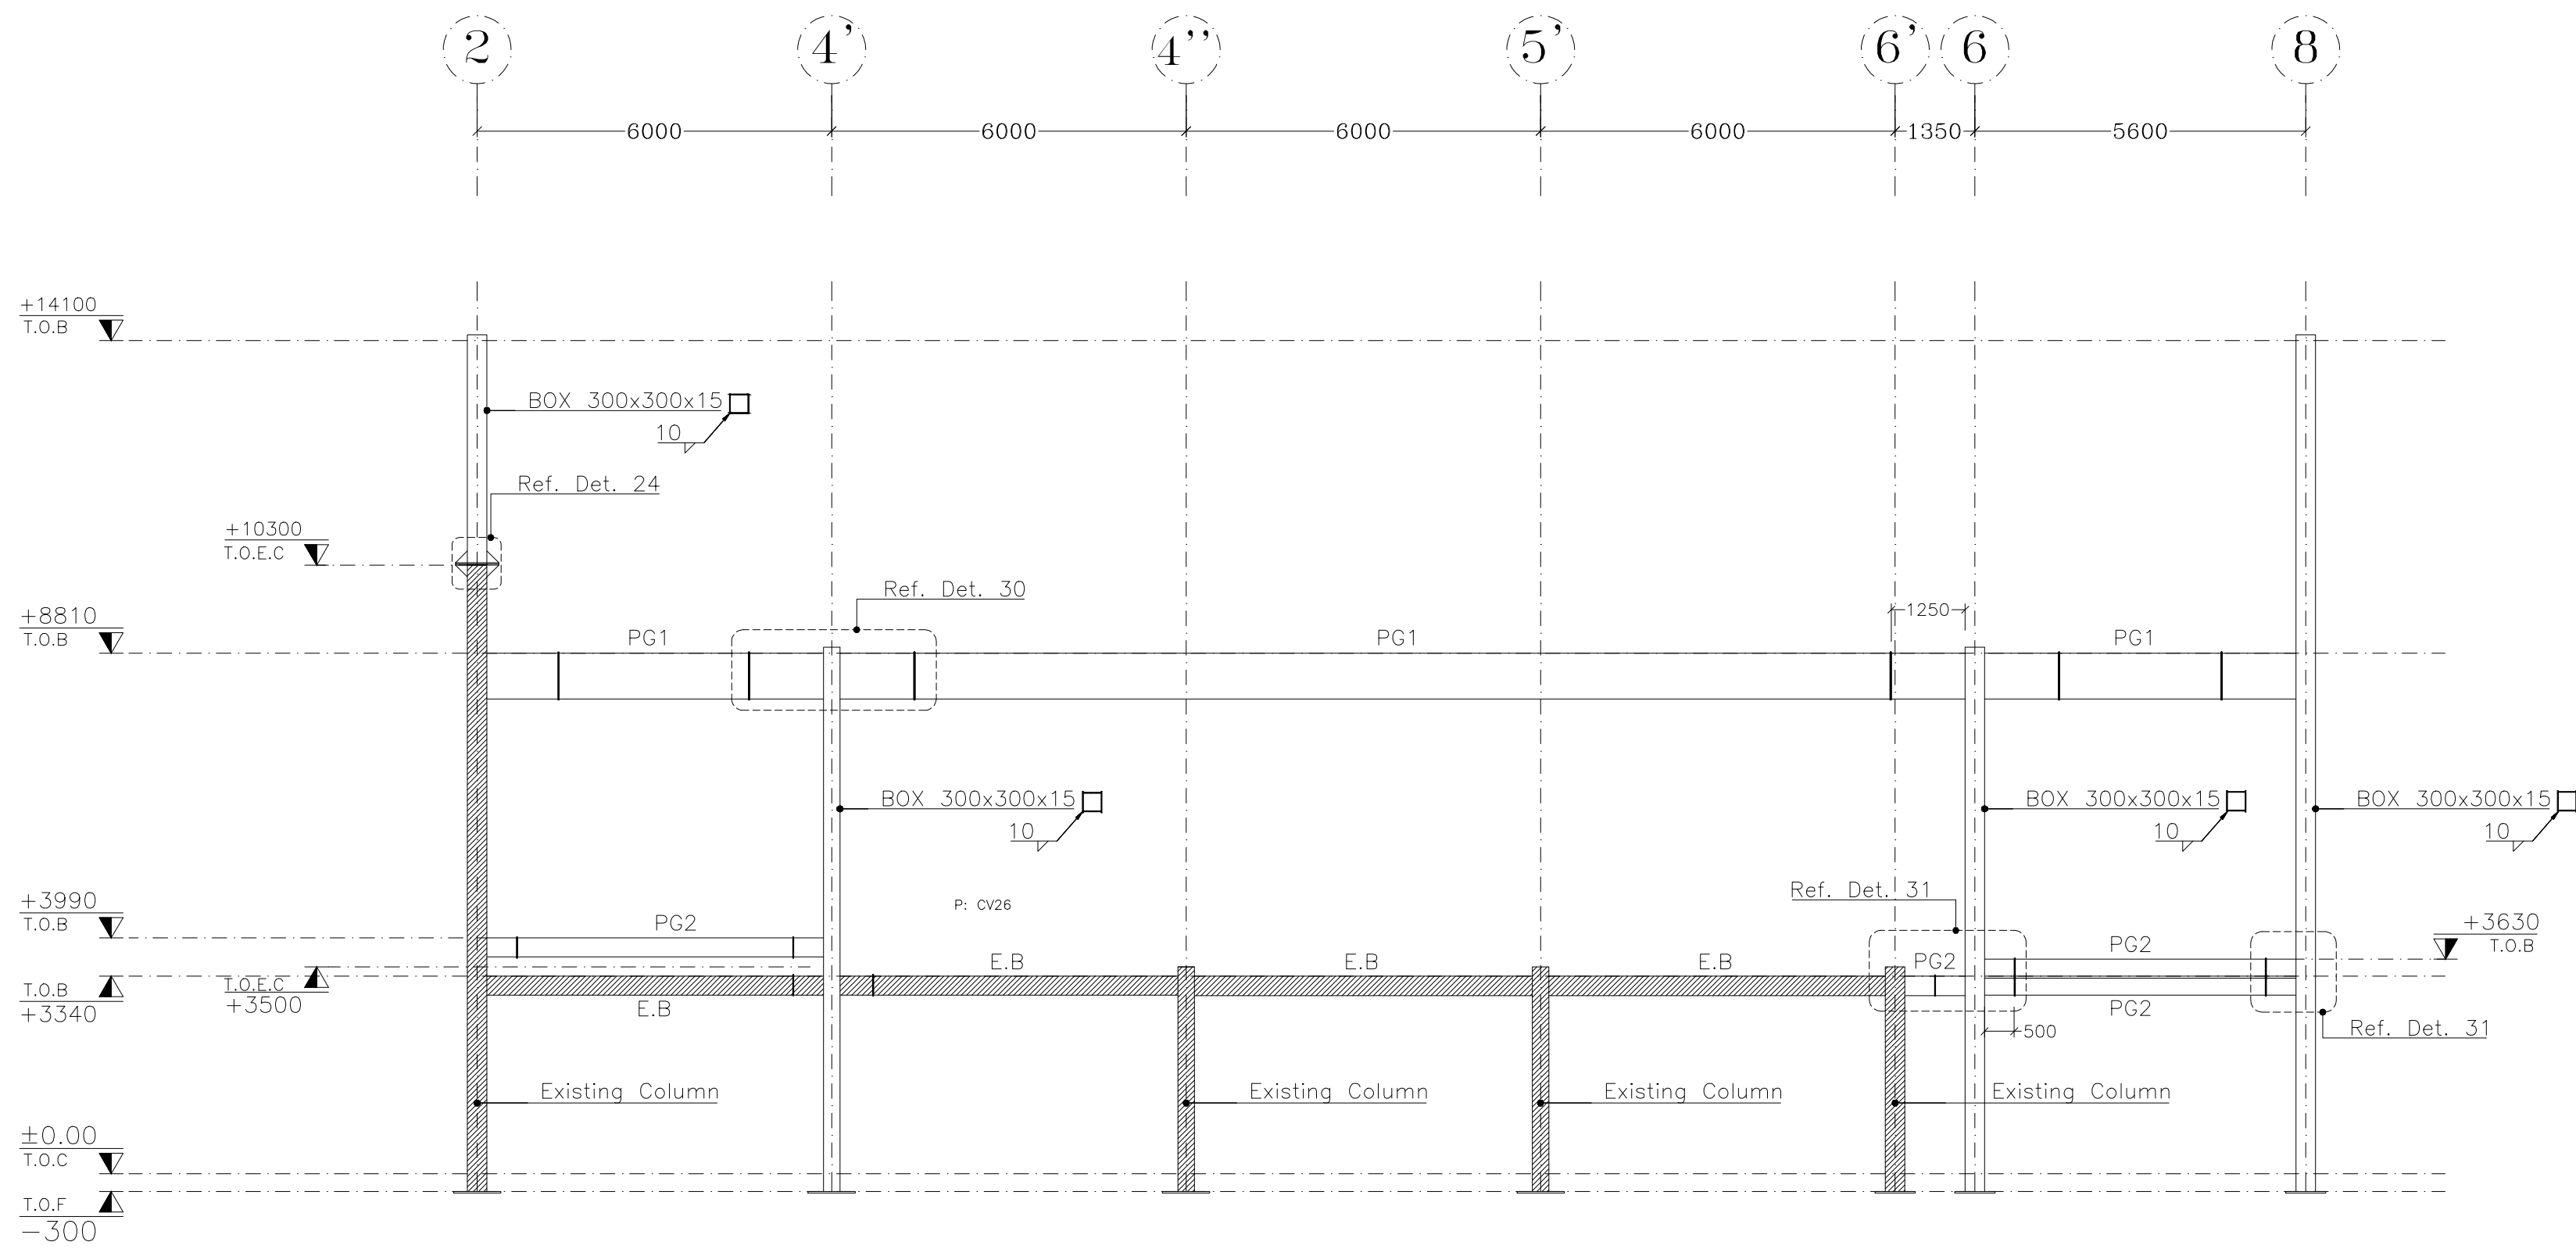 2 4' 4'' 5' 6' 6 8
6000 6000 6000 6000 1350 5600
+14100
T.O.B
BOX 300x300x15
10
Ref. Det. 24
+10300
T.O.E.C
Ref. Det. 30
+8810
T.O.B
PG1 PG1 PG1
1250
BOX 300x300x15 BOX 300x300x15 BOX 300x300x15
10 10 10
Ref. Det. 31
P: CV26
+3990
T.O.B
PG2
+3630
T.O.B
E.B E.B E.B PG2 PG2
T.O.B
+3340
T.O.E.C
+3500
E.B
PG2
500
Ref. Det. 31
Existing Column Existing Column Existing Column Existing Column
±0.00
T.O.C
T.O.F
−300